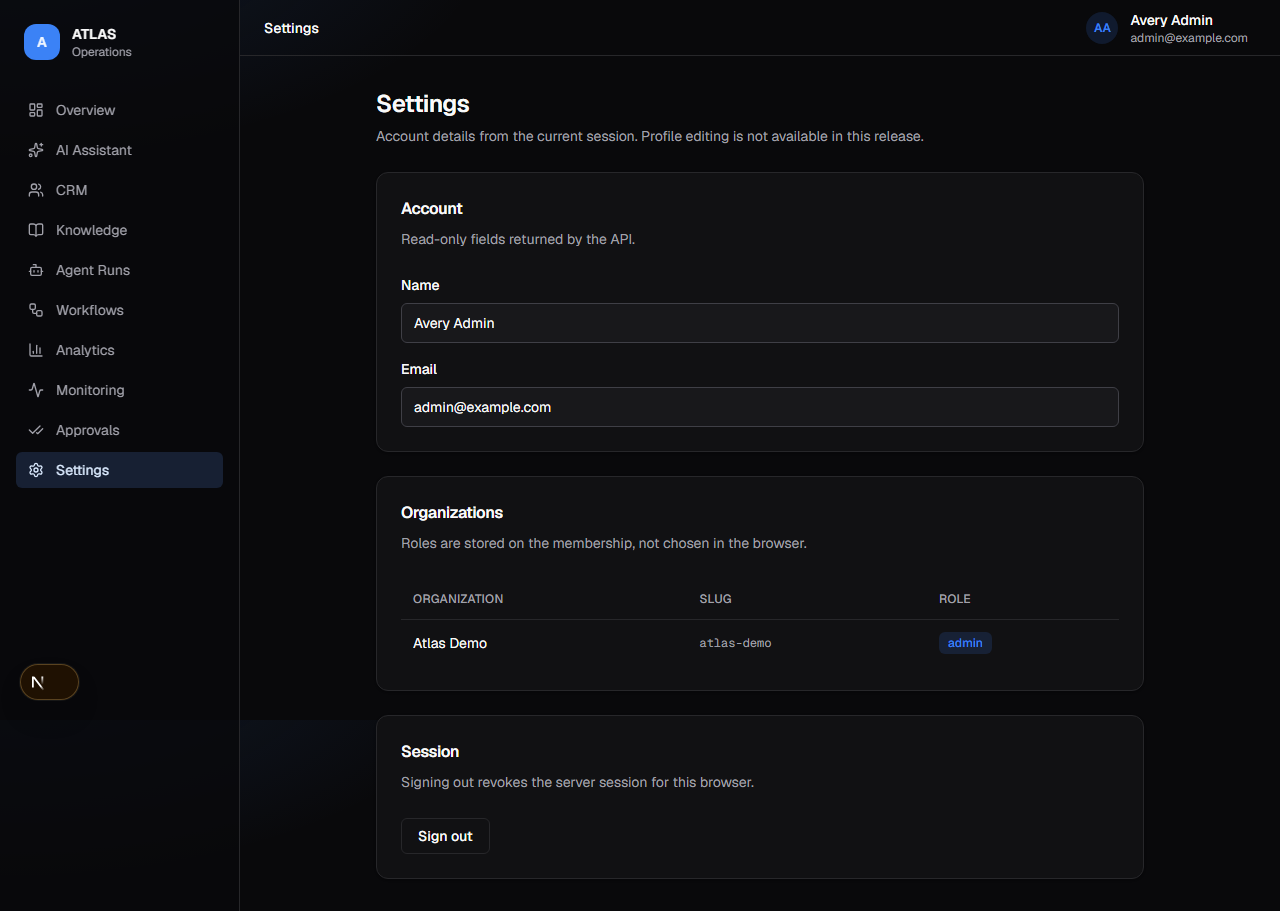 A
ATLAS
Operations
Overview
AI Assistant
CRM
Knowledge
Agent Runs
Workflows
Analytics
Monitoring
Approvals
Settings
N
Settings
AA
Avery Admin
admin@example.com
Settings
Account details from the current session. Profile editing is not available in this release.
Account
Read-only fields returned by the API.
Name
Avery Admin
Email
admin@example.com
Organizations
Roles are stored on the membership, not chosen in the browser.
ORGANIZATION SLUG ROLE
Atlas Demo atlas-demo admin
Session
Signing out revokes the server session for this browser.
Sign out